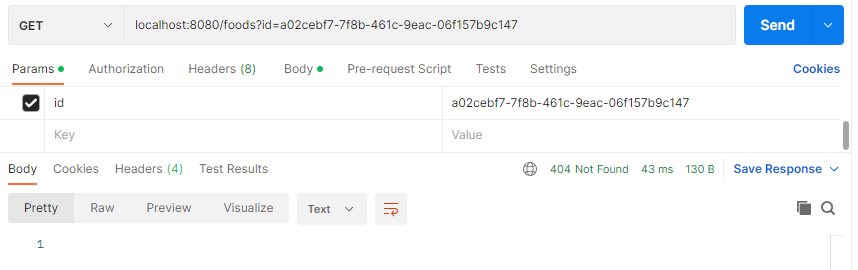 GET localhost:8080/foods?id=a02cebf7-7f8b-461c-9eac-06f157b9c147 Send
Params Authorization Headers (8) Body Pre-request Script Tests Settings Cookies
id a02cebf7-7f8b-461c-9eac-06f157b9c147
Key Value
Body Cookies Headers (4) Test Results 404 Not Found 43 ms 130 B Save Response
Pretty Raw Preview Visualize Text
1